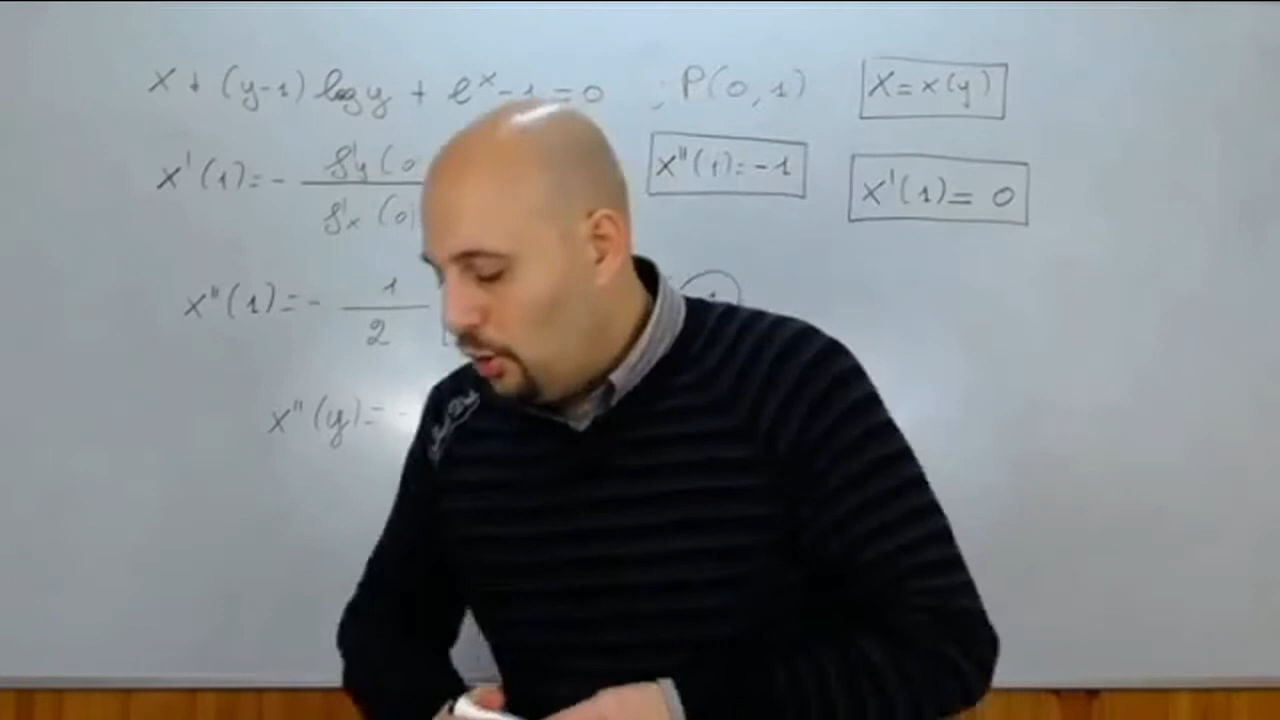 x + (y-1) log y + e^x - 1 = 0 ; P(0,1) x = x(y)
x'(1) = - f'y (0 / f'x (0 x''(1) = -1 x'(1) = 0
x''(1) = - 1/2
x''(y) = -